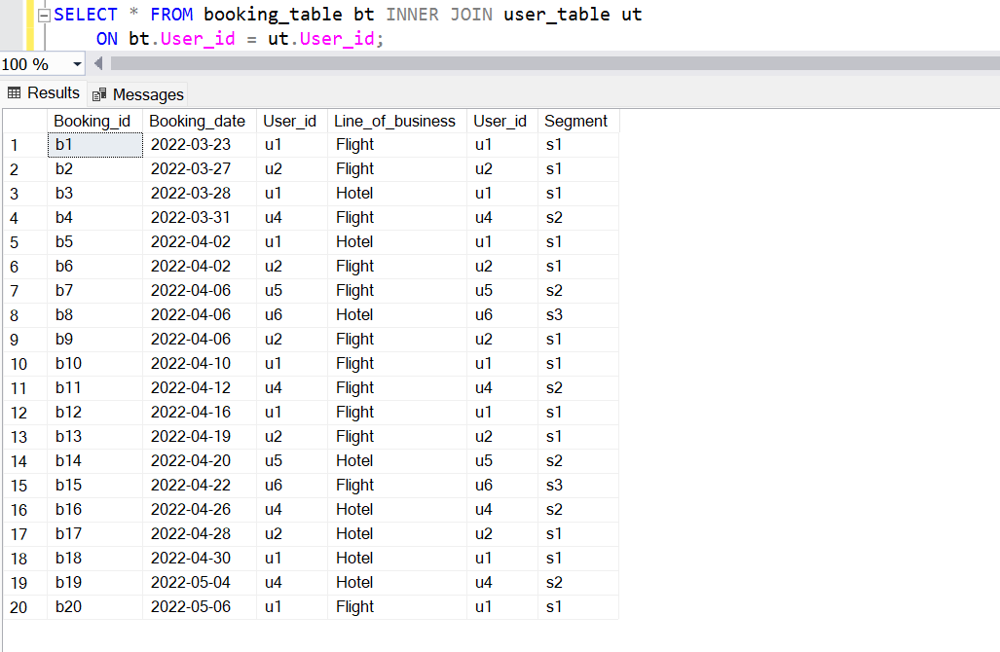 SELECT * FROM booking_table bt INNER JOIN user_table ut
ON bt.User_id = ut.User_id;
100 %
Results Messages
Booking_id Booking_date User_id Line_of_business User_id Segment
1 b1 2022-03-23 u1 Flight u1 s1
2 b2 2022-03-27 u2 Flight u2 s1
3 b3 2022-03-28 u1 Hotel u1 s1
4 b4 2022-03-31 u4 Flight u4 s2
5 b5 2022-04-02 u1 Hotel u1 s1
6 b6 2022-04-02 u2 Flight u2 s1
7 b7 2022-04-06 u5 Flight u5 s2
8 b8 2022-04-06 u6 Hotel u6 s3
9 b9 2022-04-06 u2 Flight u2 s1
10 b10 2022-04-10 u1 Flight u1 s1
11 b11 2022-04-12 u4 Flight u4 s2
12 b12 2022-04-16 u1 Flight u1 s1
13 b13 2022-04-19 u2 Flight u2 s1
14 b14 2022-04-20 u5 Hotel u5 s2
15 b15 2022-04-22 u6 Flight u6 s3
16 b16 2022-04-26 u4 Hotel u4 s2
17 b17 2022-04-28 u2 Hotel u2 s1
18 b18 2022-04-30 u1 Hotel u1 s1
19 b19 2022-05-04 u4 Hotel u4 s2
20 b20 2022-05-06 u1 Flight u1 s1